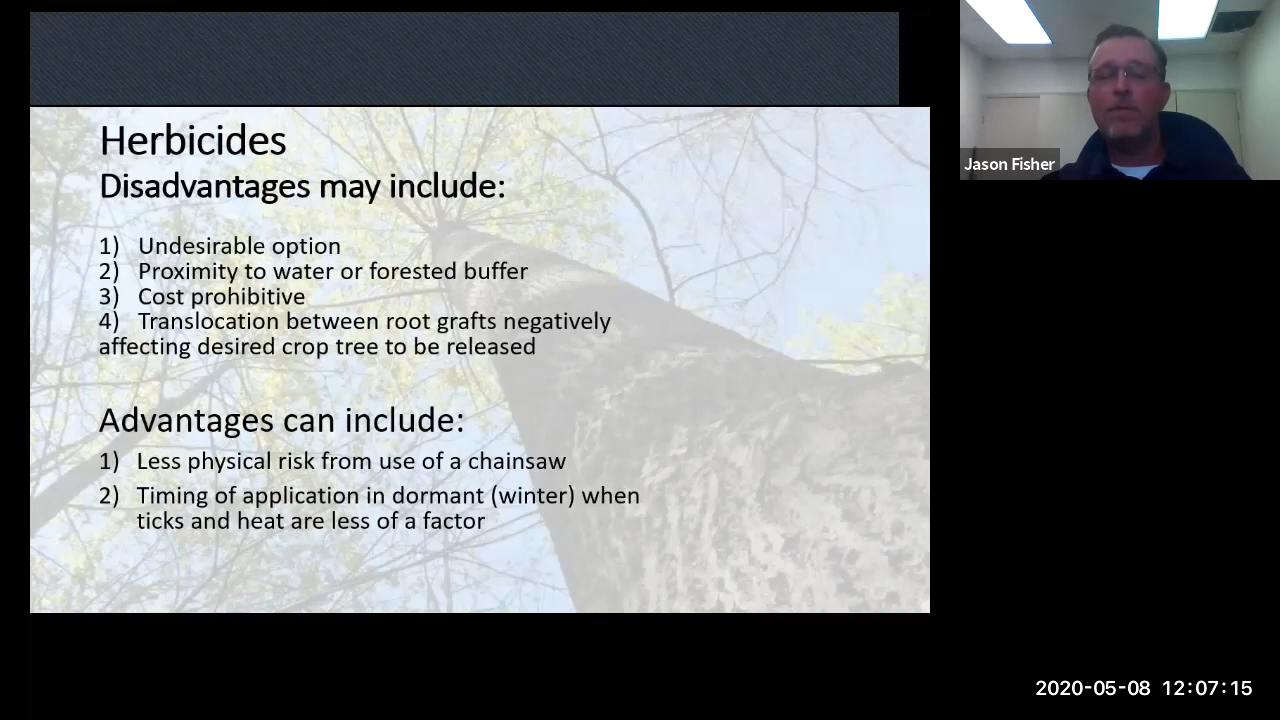 Herbicides
Disadvantages may include:
1) Undesirable option
2) Proximity to water or forested buffer
3) Cost prohibitive
4) Translocation between root grafts negatively
affecting desired crop tree to be released
Advantages can include:
1) Less physical risk from use of a chainsaw
2) Timing of application in dormant (winter) when
ticks and heat are less of a factor
Jason Fisher
2020-05-08 12:07:15